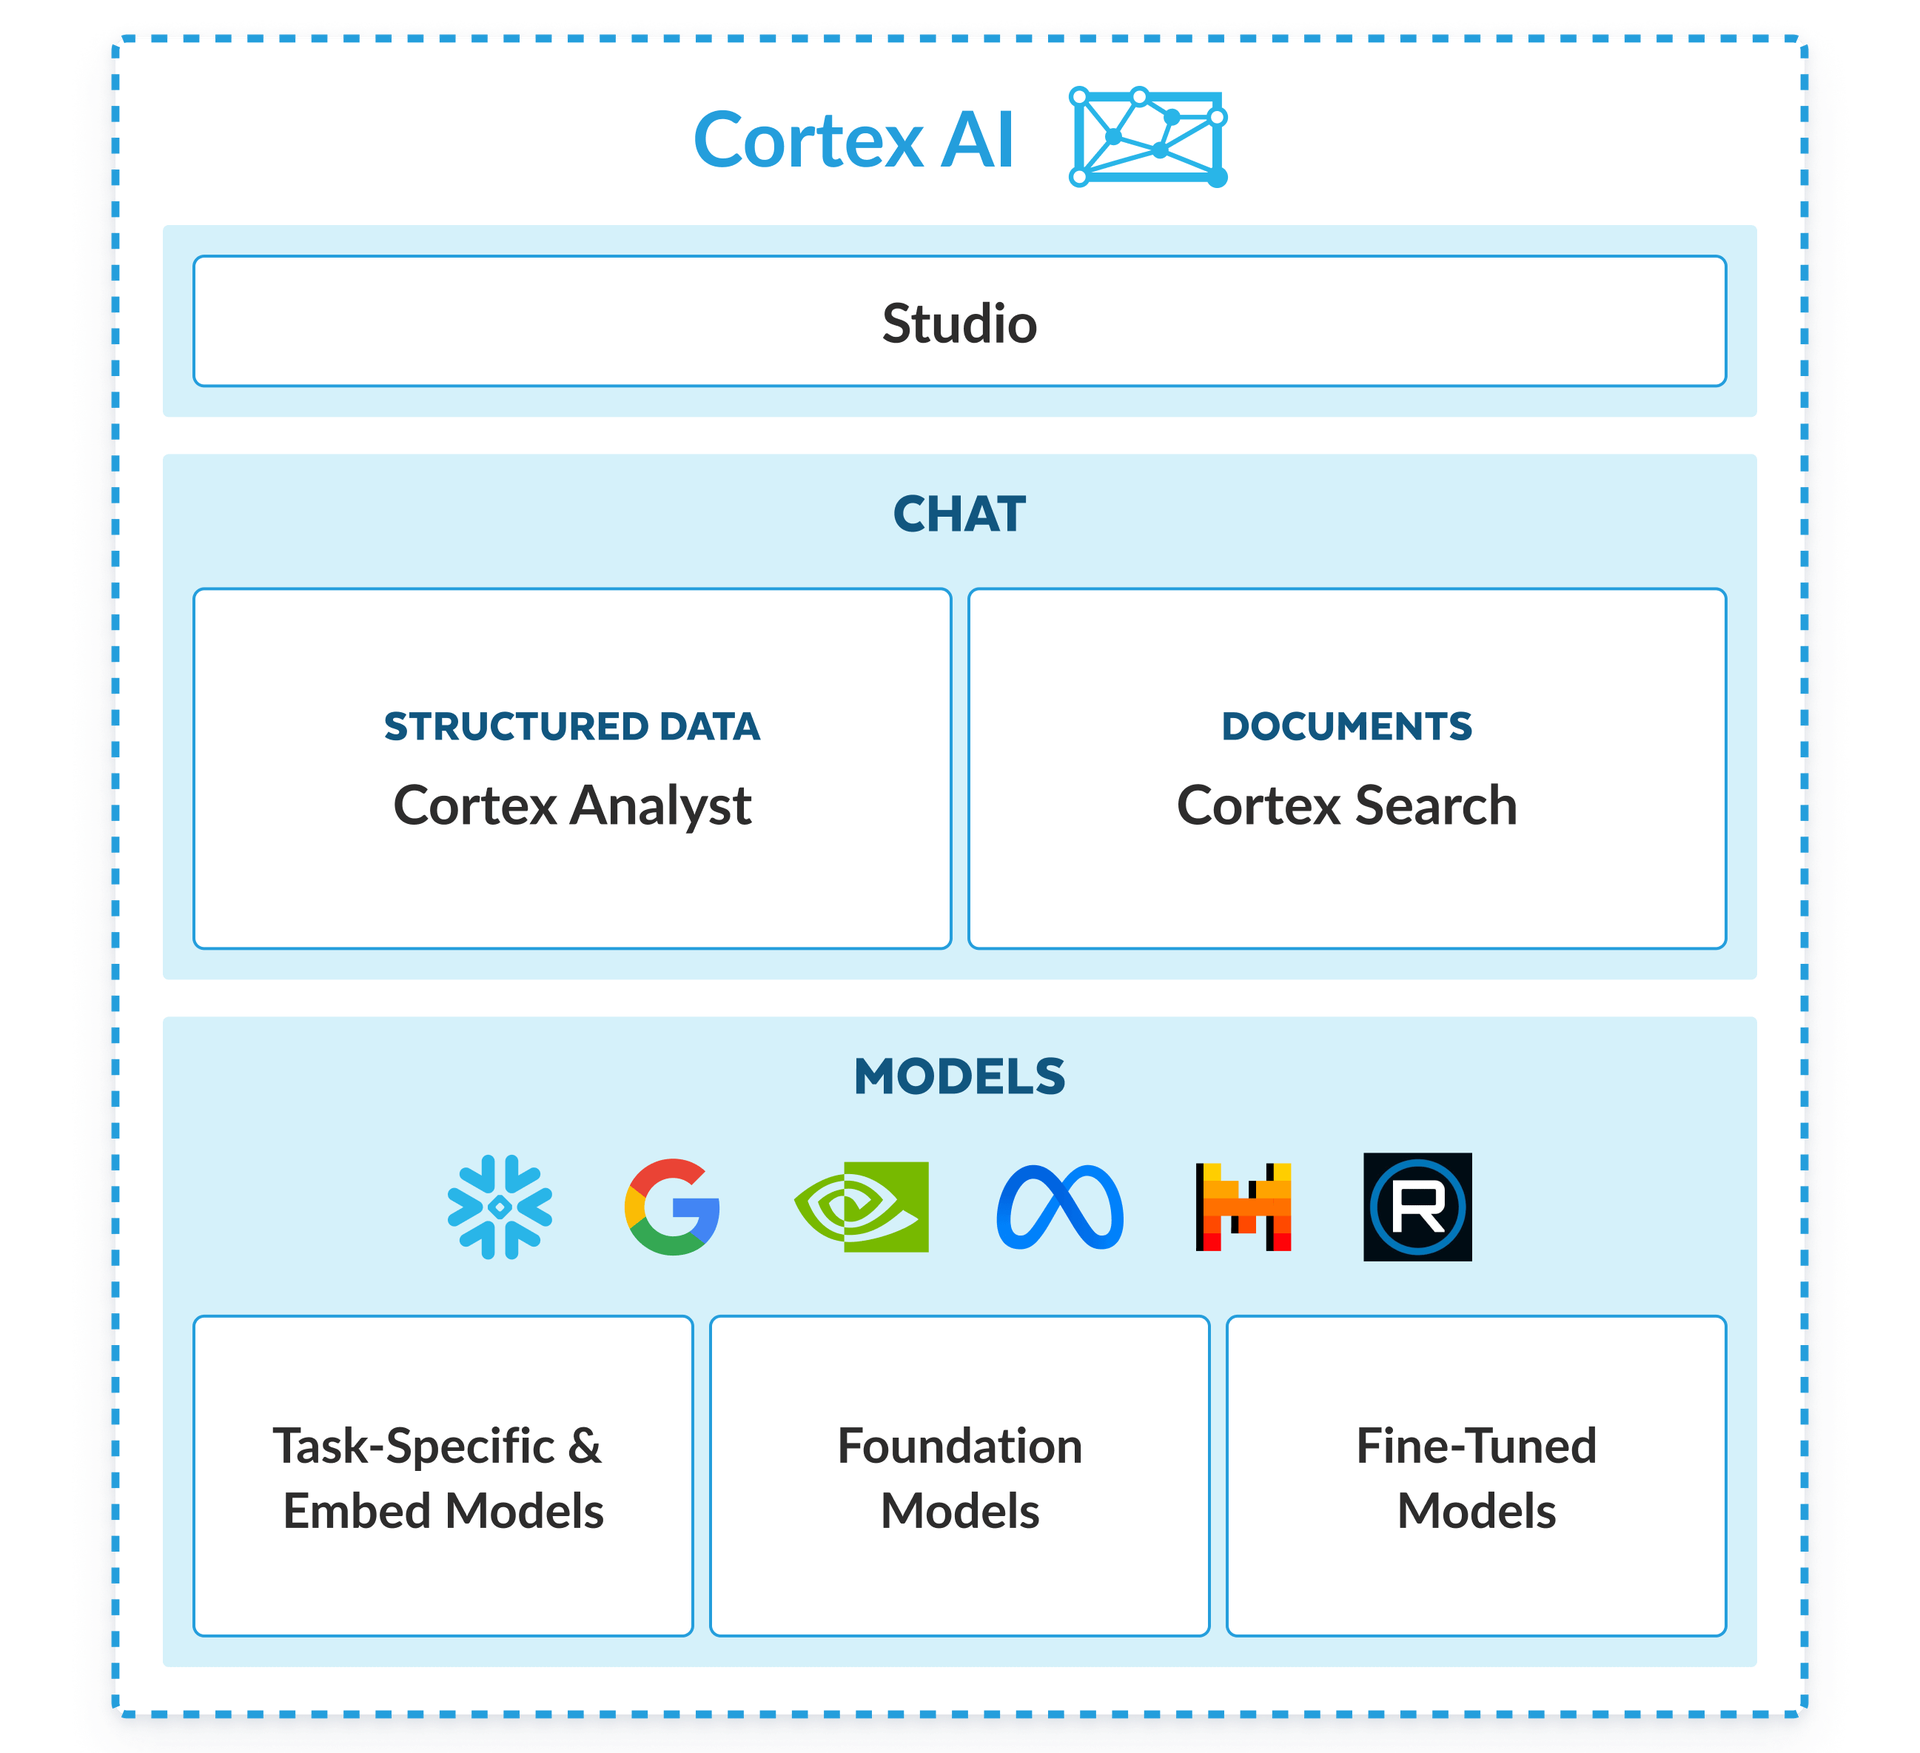 Cortex AI
Studio
CHAT
STRUCTURED DATA
Cortex Analyst
DOCUMENTS
Cortex Search
MODELS
G
R
Task-Specific &
Embed Models
Foundation
Models
Fine-Tuned
Models